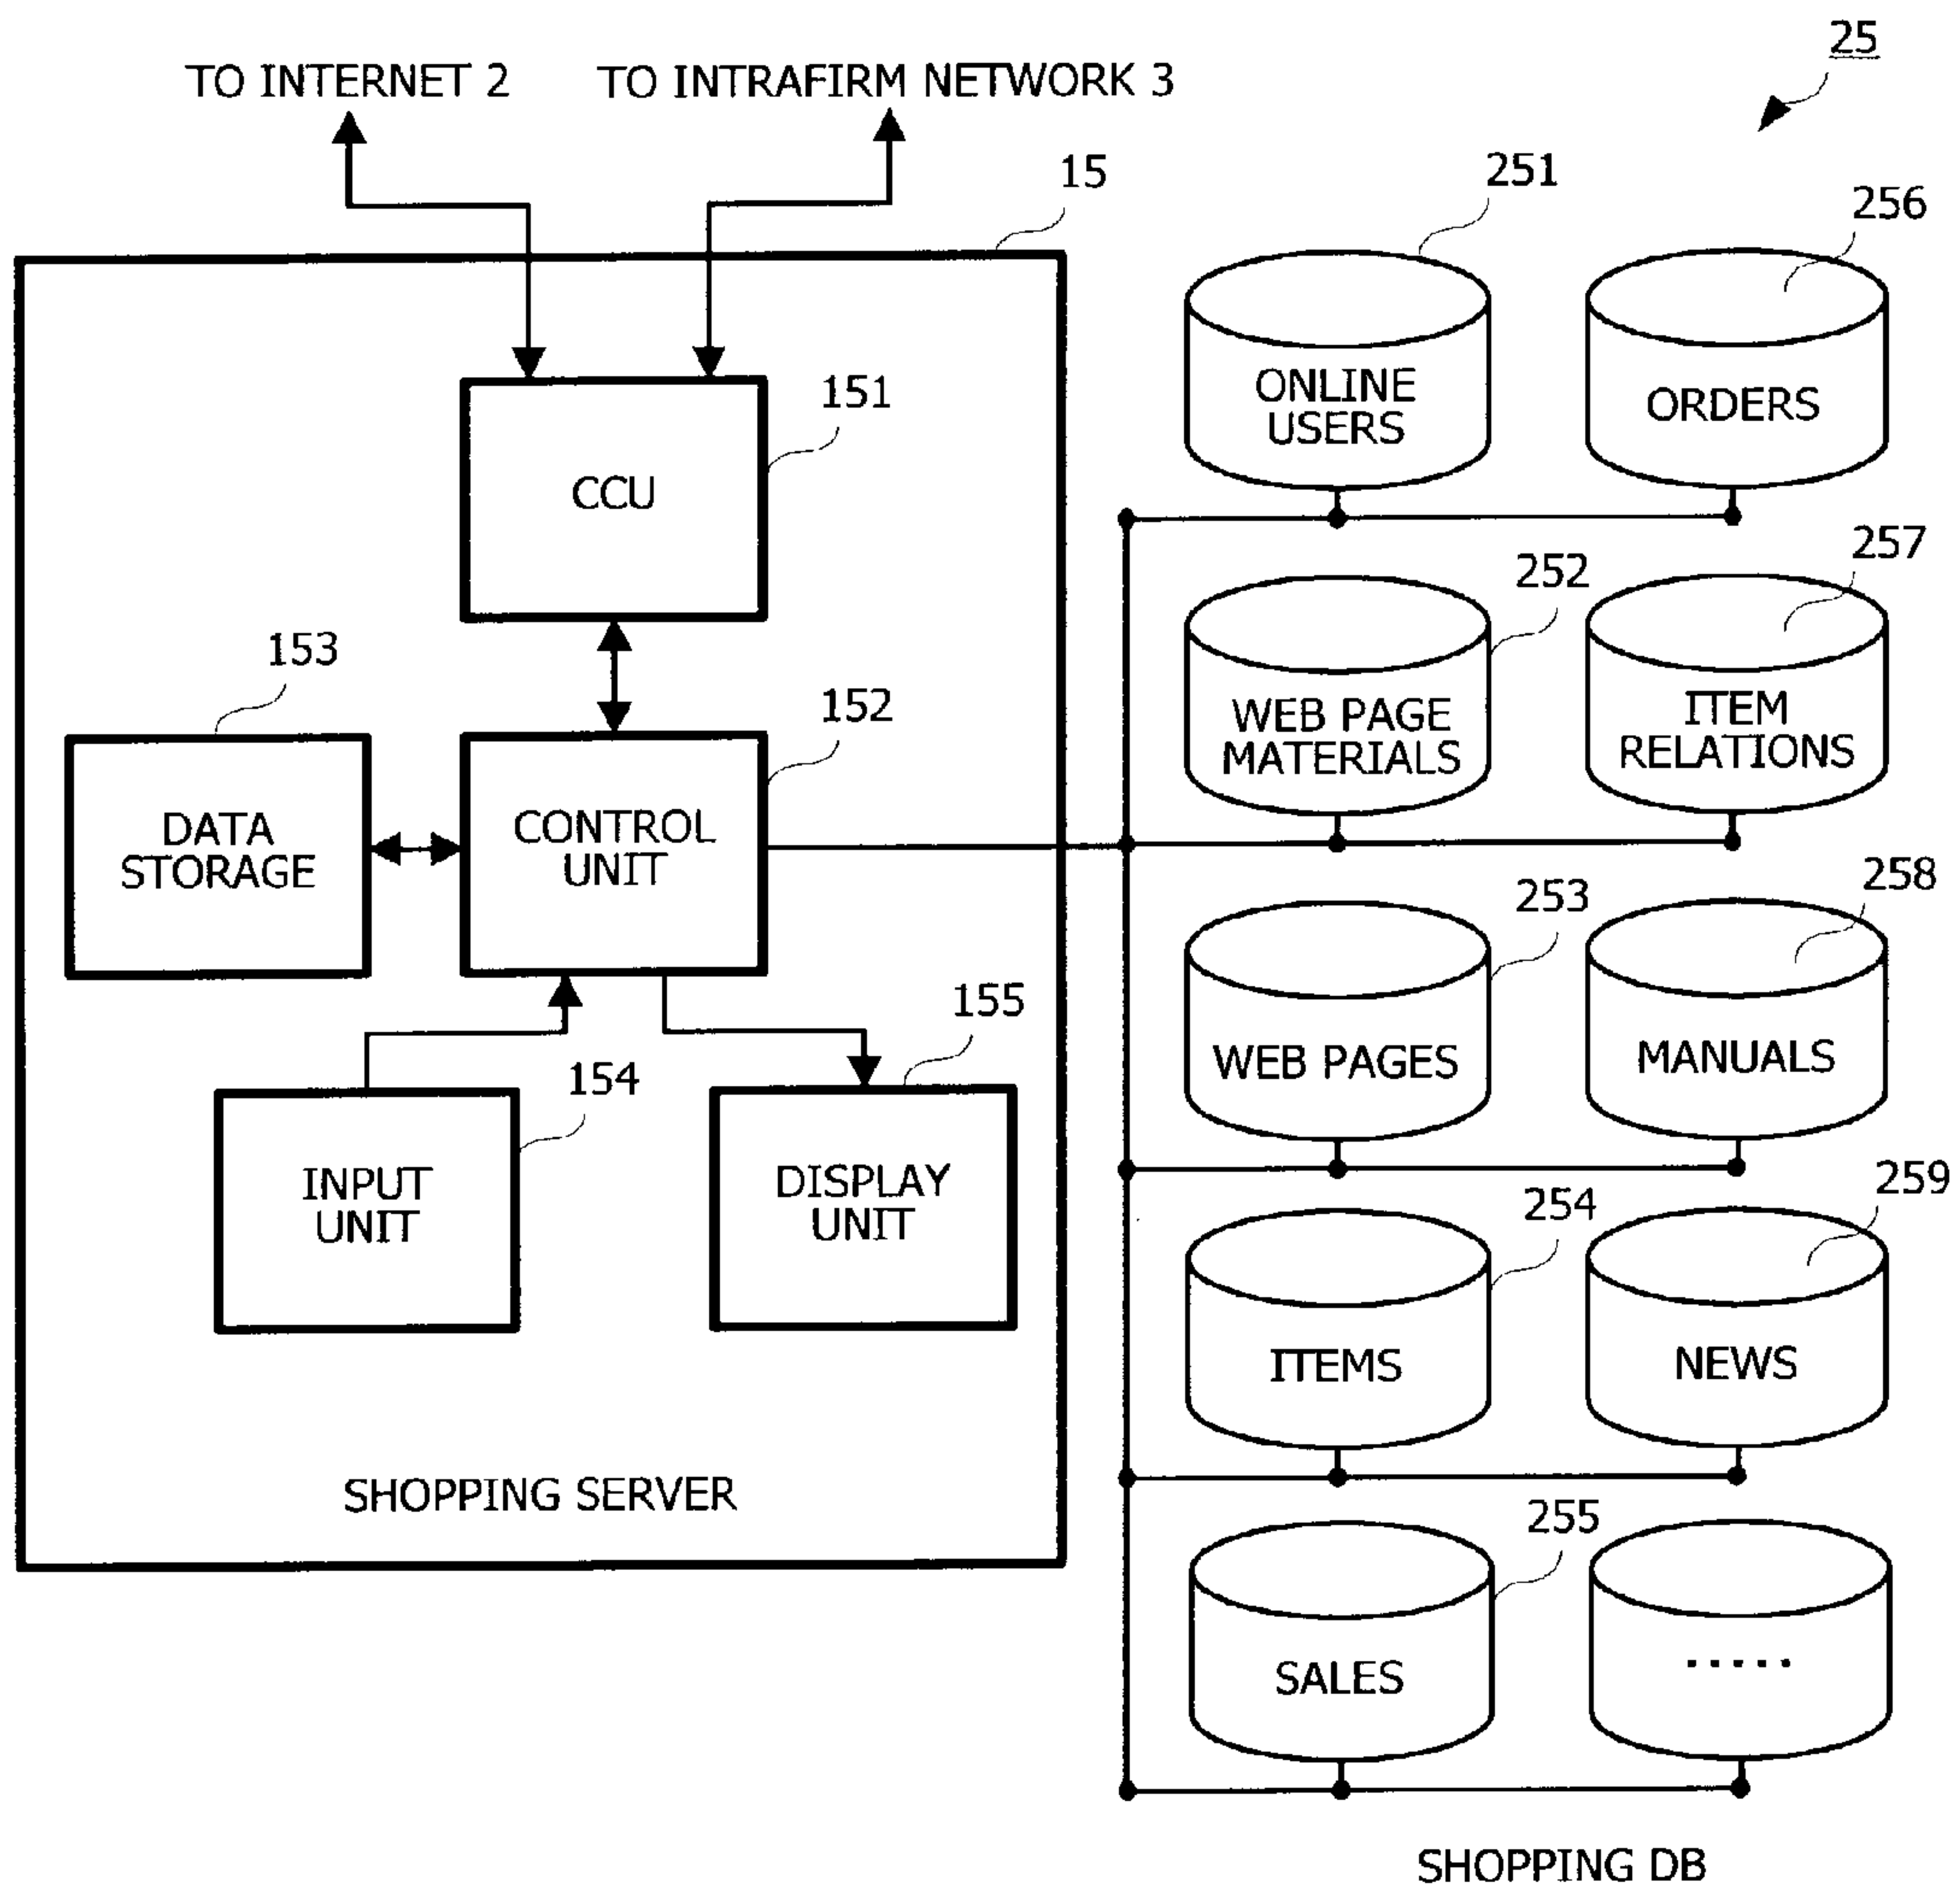 25
TO INTERNET 2
TO INTRAFIRM NETWORK 3
15
251
256
ONLINE
USERS
ORDERS
151
CCU
252
257
WEB PAGE
MATERIALS
ITEM
RELATIONS
153
152
DATA
STORAGE
CONTROL
UNIT
253
258
WEB PAGES
MANUALS
154
155
INPUT
UNIT
DISPLAY
UNIT
254
259
ITEMS
NEWS
255
SALES
.....
SHOPPING SERVER
SHOPPING DB